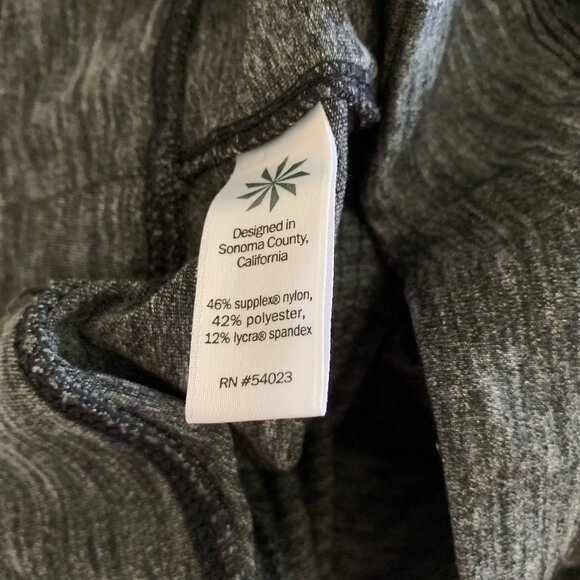 Designed in
Sonoma County,
California
46% supplex® nylon,
42% polyester,
12% lycra® spandex
RN #54023